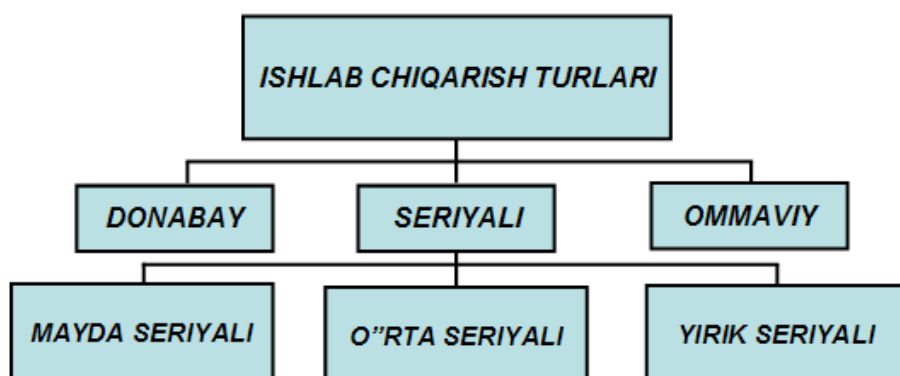 ISHLAB CHIQARISH TURLARI
DONABAY
SERIYALI
OMMAVIY
MAYDA SERIYALI
O”RTA SERIYALI
YIRIK SERIYALI